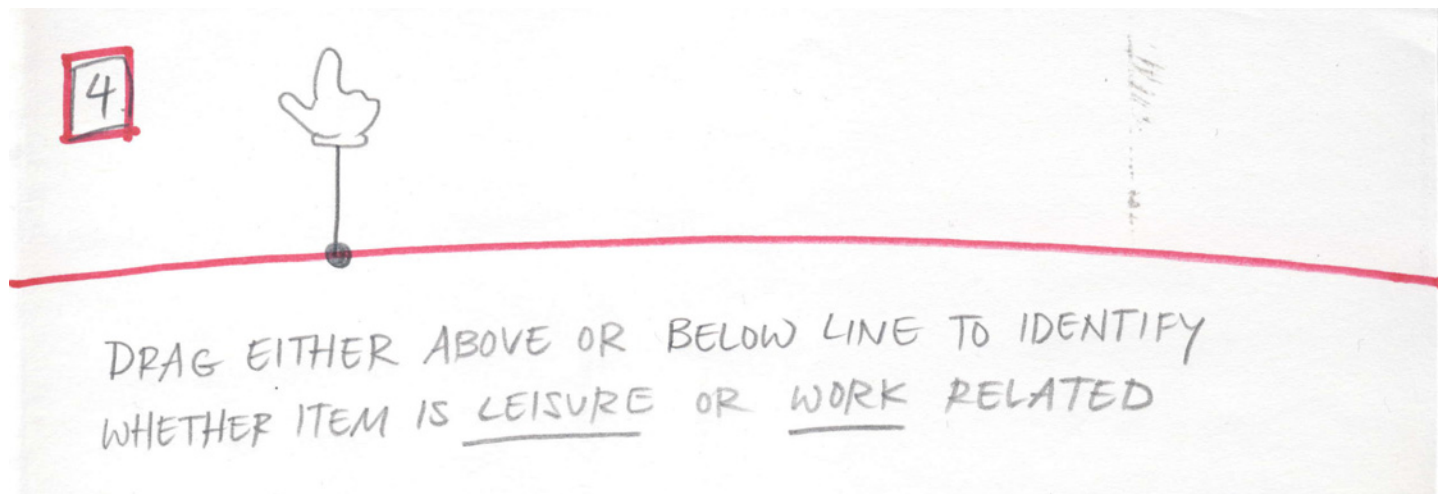 4
DRAG EITHER ABOVE OR BELOW LINE TO IDENTIFY
WHETHER ITEM IS LEISURE OR WORK RELATED